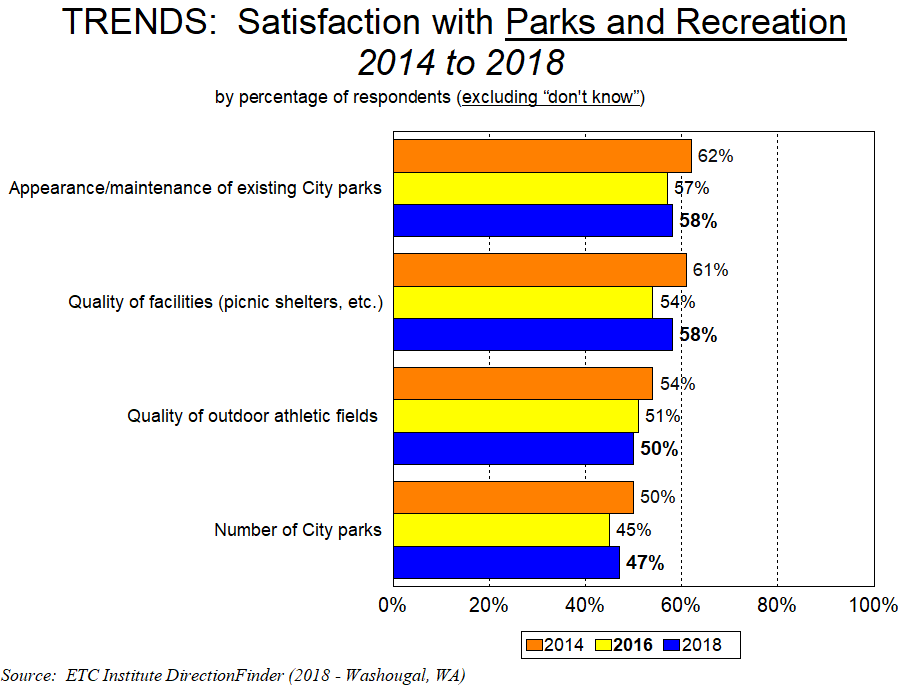 TRENDS:  Satisfaction with Parks and Recreation
2014 to 2018
by percentage of respondents (excluding “don't know”)
62%
Appearance/maintenance of existing City parks
57%
58%
61%
Quality of facilities (picnic shelters, etc.)
54%
58%
54%
Quality of outdoor athletic fields
51%
50%
50%
Number of City parks
45%
47%
0% 20% 40% 60% 80% 100%
2014 2016 2018
Source:  ETC Institute DirectionFinder (2018 - Washougal, WA)